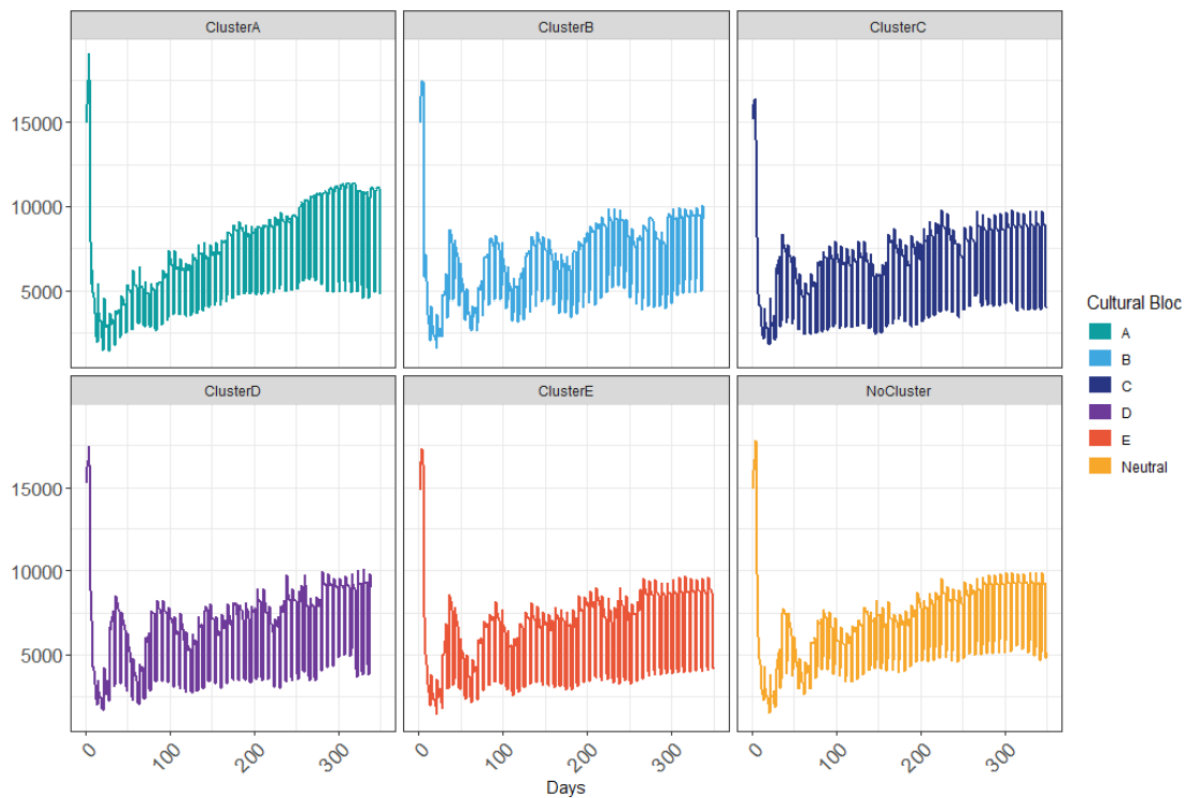 ClusterA ClusterB ClusterC
15000
10000
5000
ClusterD ClusterE NoCluster
15000
10000
5000
0 100 200 300 0 100 200 300 0 100 200 300
Days
Cultural Bloc
A
B
C
D
E
Neutral